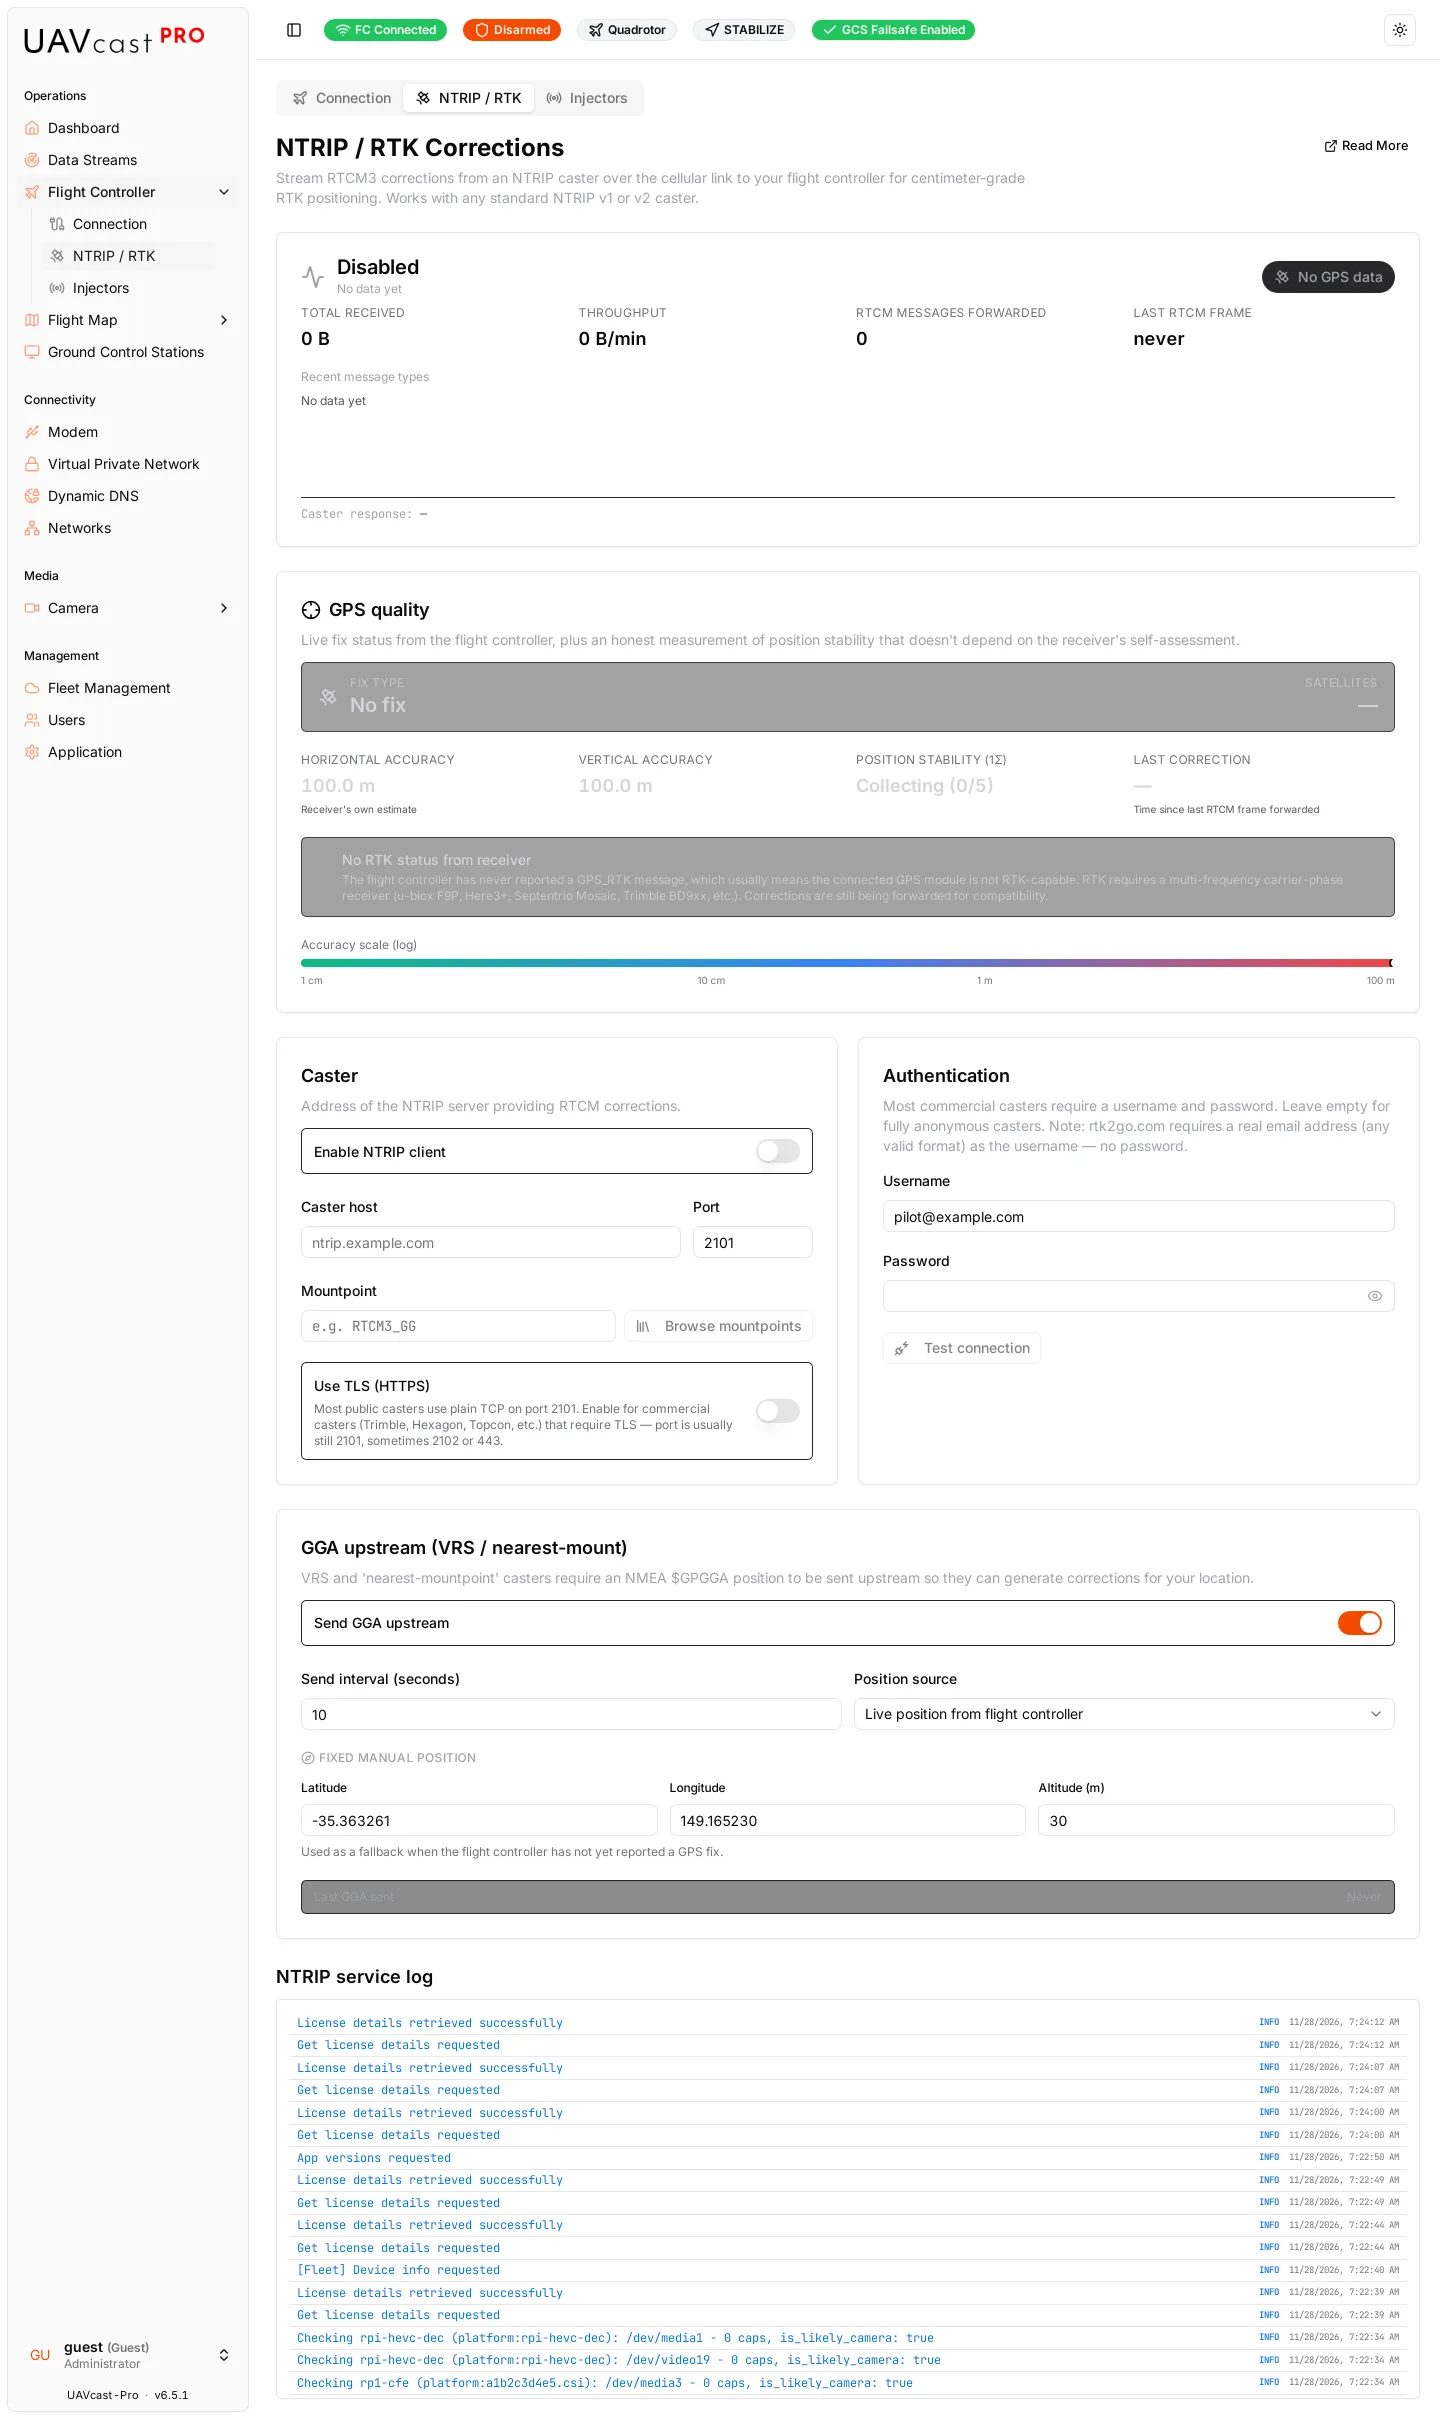 UAVcast PRO
Operations
Dashboard
Data Streams
Flight Controller
Connection
NTRIP / RTK
Injectors
Flight Map
Ground Control Stations
Connectivity
Modem
Virtual Private Network
Dynamic DNS
Networks
Media
Camera
Management
Fleet Management
Users
Application
GU
guest (Guest)
Administrator
UAVcast-Pro · v6.5.1
FC Connected
Disarmed
Quadrotor
STABILIZE
GCS Failsafe Enabled
Connection
NTRIP / RTK
Injectors
NTRIP / RTK Corrections
Read More
Stream RTCM3 corrections from an NTRIP caster over the cellular link to your flight controller for centimeter-grade
RTK positioning. Works with any standard NTRIP v1 or v2 caster.
Disabled
No data yet
No GPS data
TOTAL RECEIVED
0 B
THROUGHPUT
0 B/min
RTCM MESSAGES FORWARDED
0
LAST RTCM FRAME
never
Recent message types
No data yet
Caster response: —
GPS quality
Live fix status from the flight controller, plus an honest measurement of position stability that doesn't depend on the receiver's self-assessment.
FIX TYPE
No fix
SATELLITES
—
HORIZONTAL ACCURACY
100.0 m
Receiver's own estimate
VERTICAL ACCURACY
100.0 m
POSITION STABILITY (1Σ)
Collecting (0/5)
LAST CORRECTION
—
Time since last RTCM frame forwarded
No RTK status from receiver
The flight controller has never reported a GPS_RTK message, which usually means the connected GPS module is not RTK-capable. RTK requires a multi-frequency carrier-phase
receiver (u-blox F9P, Here3+, Septentrio Mosaic, Trimble BD9xx, etc.). Corrections are still being forwarded for compatibility.
Accuracy scale (log)
1 cm
10 cm
1 m
100 m
Caster
Address of the NTRIP server providing RTCM corrections.
Enable NTRIP client
Caster host
Port
ntrip.example.com
2101
Mountpoint
e.g. RTCM3_GG
Browse mountpoints
Use TLS (HTTPS)
Most public casters use plain TCP on port 2101. Enable for commercial
casters (Trimble, Hexagon, Topcon, etc.) that require TLS — port is usually
still 2101, sometimes 2102 or 443.
Authentication
Most commercial casters require a username and password. Leave empty for
fully anonymous casters. Note: rtk2go.com requires a real email address (any
valid format) as the username — no password.
Username
pilot@example.com
Password
Test connection
GGA upstream (VRS / nearest-mount)
VRS and 'nearest-mountpoint' casters require an NMEA $GPGGA position to be sent upstream so they can generate corrections for your location.
Send GGA upstream
Send interval (seconds)
10
Position source
Live position from flight controller
FIXED MANUAL POSITION
Latitude
Longitude
Altitude (m)
-35.363261
149.165230
30
Used as a fallback when the flight controller has not yet reported a GPS fix.
Last GGA sent
Never
NTRIP service log
License details retrieved successfully INFO 11/28/2026, 7:24:12 AM
Get license details requested INFO 11/28/2026, 7:24:12 AM
License details retrieved successfully INFO 11/28/2026, 7:24:07 AM
Get license details requested INFO 11/28/2026, 7:24:07 AM
License details retrieved successfully INFO 11/28/2026, 7:24:00 AM
Get license details requested INFO 11/28/2026, 7:24:00 AM
App versions requested INFO 11/28/2026, 7:22:50 AM
License details retrieved successfully INFO 11/28/2026, 7:22:49 AM
Get license details requested INFO 11/28/2026, 7:22:49 AM
License details retrieved successfully INFO 11/28/2026, 7:22:44 AM
Get license details requested INFO 11/28/2026, 7:22:44 AM
[Fleet] Device info requested INFO 11/28/2026, 7:22:40 AM
License details retrieved successfully INFO 11/28/2026, 7:22:39 AM
Get license details requested INFO 11/28/2026, 7:22:39 AM
Checking rpi-hevc-dec (platform:rpi-hevc-dec): /dev/media1 - 0 caps, is_likely_camera: true INFO 11/28/2026, 7:22:34 AM
Checking rpi-hevc-dec (platform:rpi-hevc-dec): /dev/video19 - 0 caps, is_likely_camera: true INFO 11/28/2026, 7:22:34 AM
Checking rp1-cfe (platform:a1b2c3d4e5.csi): /dev/media3 - 0 caps, is_likely_camera: true INFO 11/28/2026, 7:22:34 AM